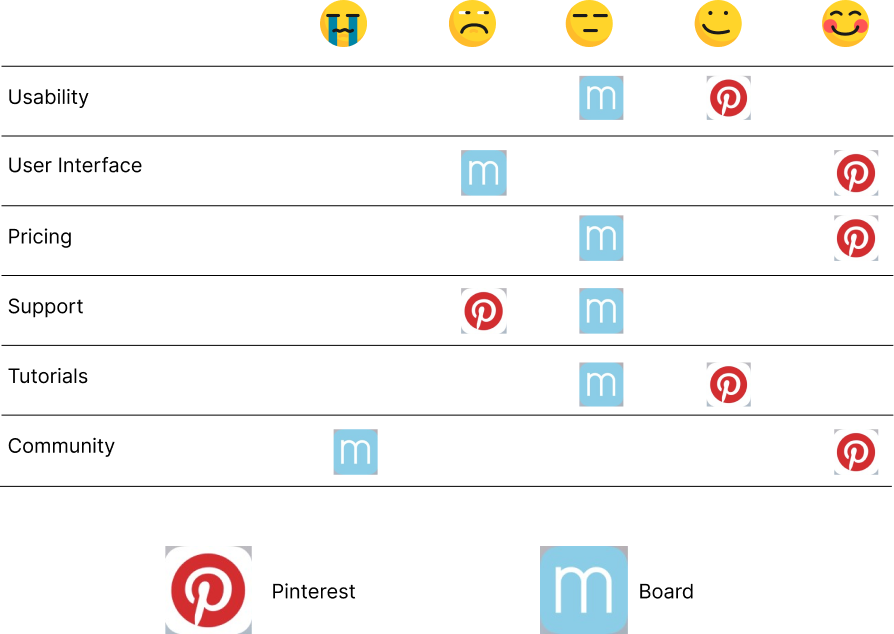 Usability
m
User Interface
m
Pricing
m
Support
m
Tutorials
m
Community
m
Pinterest
m
Board